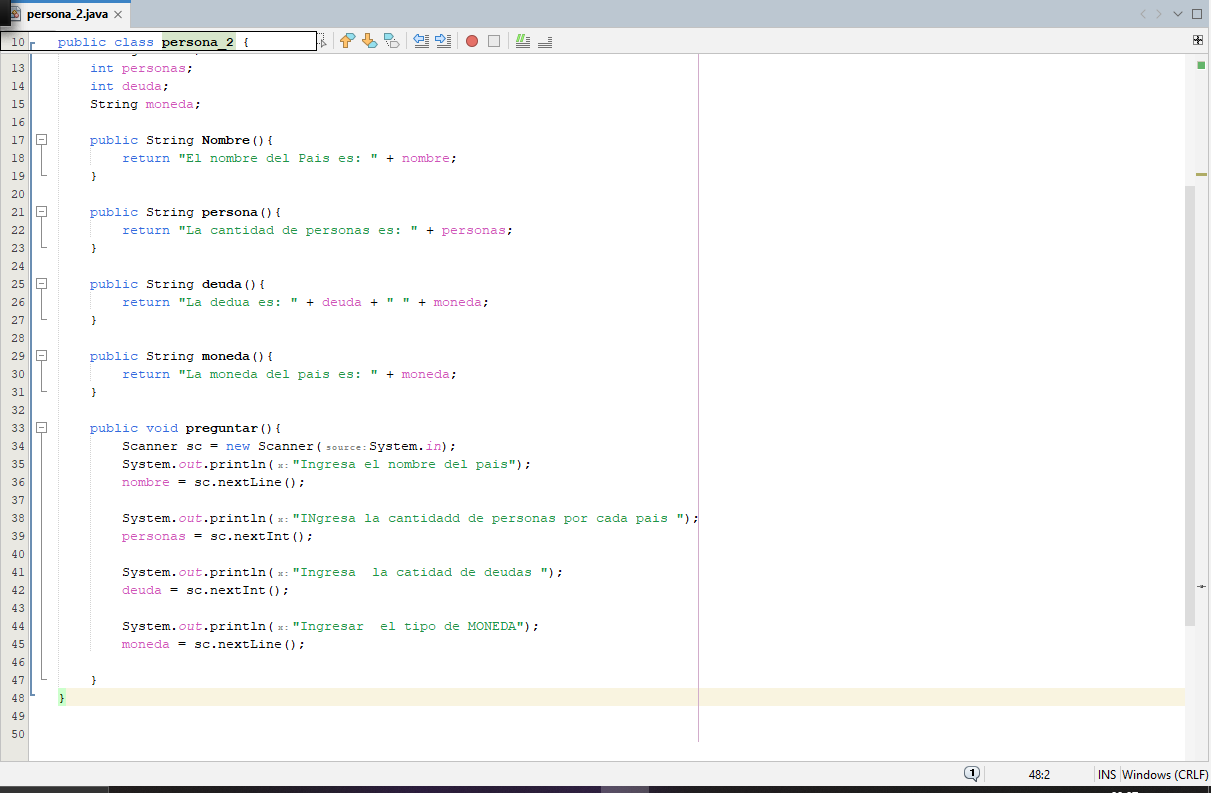 persona_2.java
10 public class persona_2 {
13 int personas;
14 int deuda;
15 String moneda;
16
17 public String Nombre(){
18 return "El nombre del Pais es: " + nombre;
19 }
20
21 public String persona(){
22 return "La cantidad de personas es: " + personas;
23 }
24
25 public String deuda(){
26 return "La dedua es: " + deuda + " " + moneda;
27 }
28
29 public String moneda(){
30 return "La moneda del pais es: " + moneda;
31 }
32
33 public void preguntar(){
34 Scanner sc = new Scanner( source: System.in);
35 System.out.println( x: "Ingresa el nombre del pais");
36 nombre = sc.nextLine();
37
38 System.out.println( x: "INgresa la cantidadd de personas por cada pais ");
39 personas = sc.nextInt();
40
41 System.out.println( x: "Ingresa  la catidad de deudas ");
42 deuda = sc.nextInt();
43
44 System.out.println( x: "Ingresar  el tipo de MONEDA");
45 moneda = sc.nextLine();
46
47 }
48 }
49
50
1 48:2 INS Windows (CRLF)